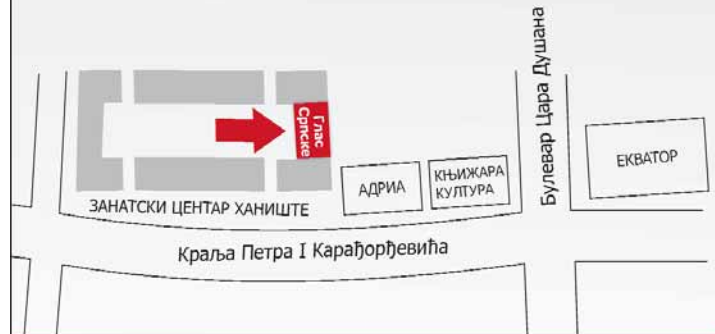 Булевар Цара Душана
Глас
Српске
ЕКВАТОР
АДРИА
КЊИЖАРА
КУЛТУРА
ЗАНАТСКИ ЦЕНТАР ХАНИШТЕ
Краља Петра I Карађорђевића